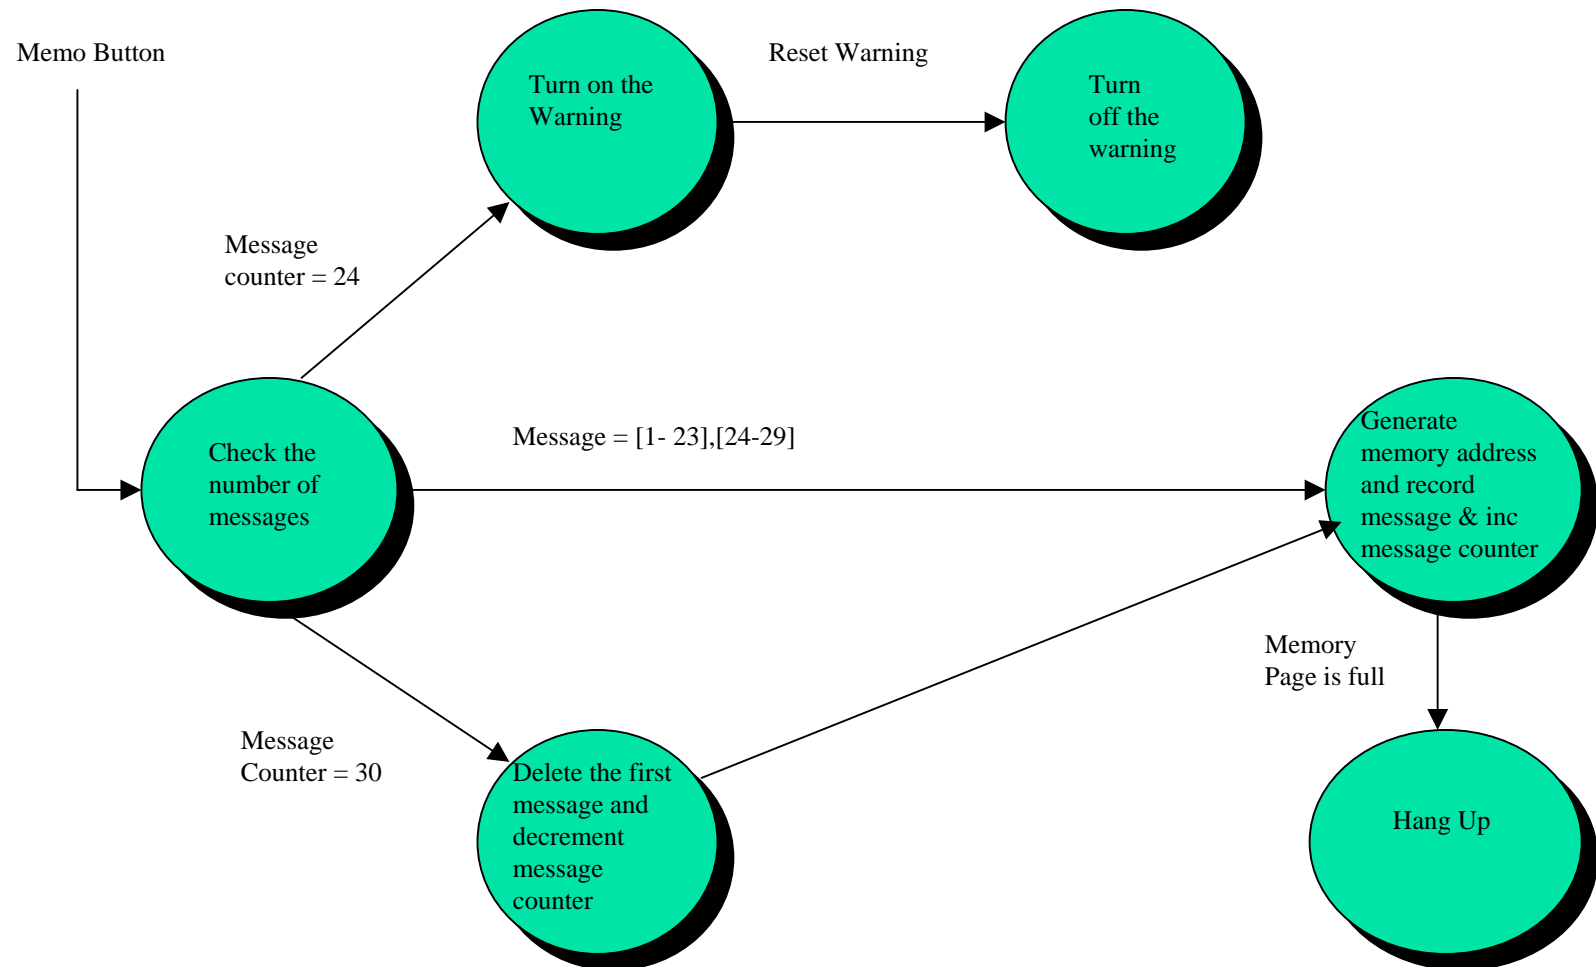 Memo Button
Turn on the
Warning
Reset Warning
Turn
off the
warning
Message
counter = 24
Check the
number of
messages
Message = [1- 23],[24-29]
Generate
memory address
and record
message & inc
message counter
Memory
Page is full
Message
Counter = 30
Delete the first
message and
decrement
message
counter
Hang Up